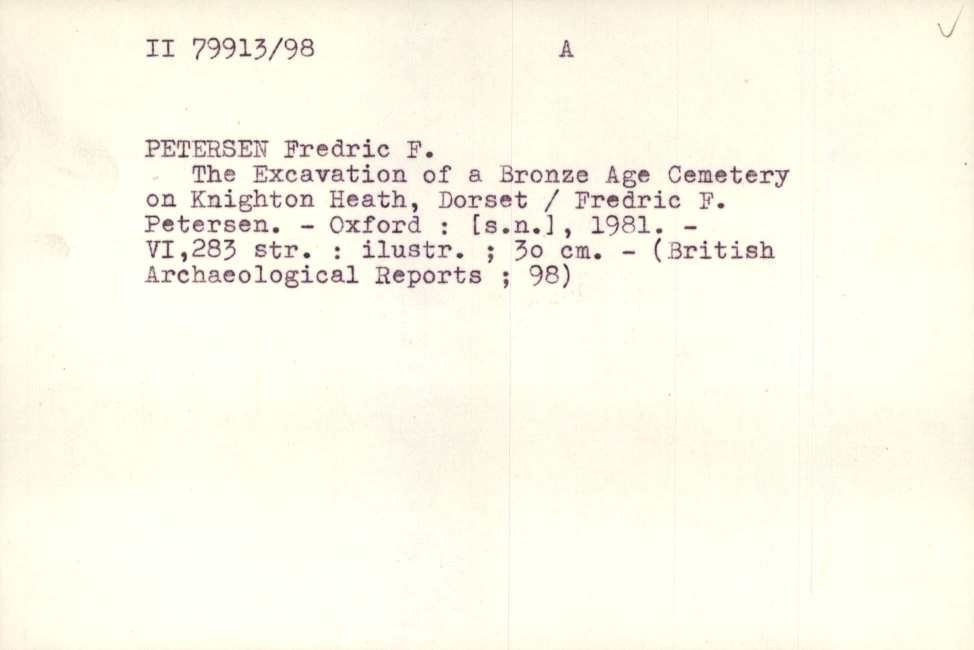 II 79913/98 A
PETERSEN Fredric F.
The Excavation of a Bronze Age Cemetery
on Knighton Heath, Dorset / Fredric F.
Petersen. - Oxford : [s.n.], 1981. -
VI,283 str. : ilustr. ; 3o cm. - (British
Archaeological Reports ; 98)